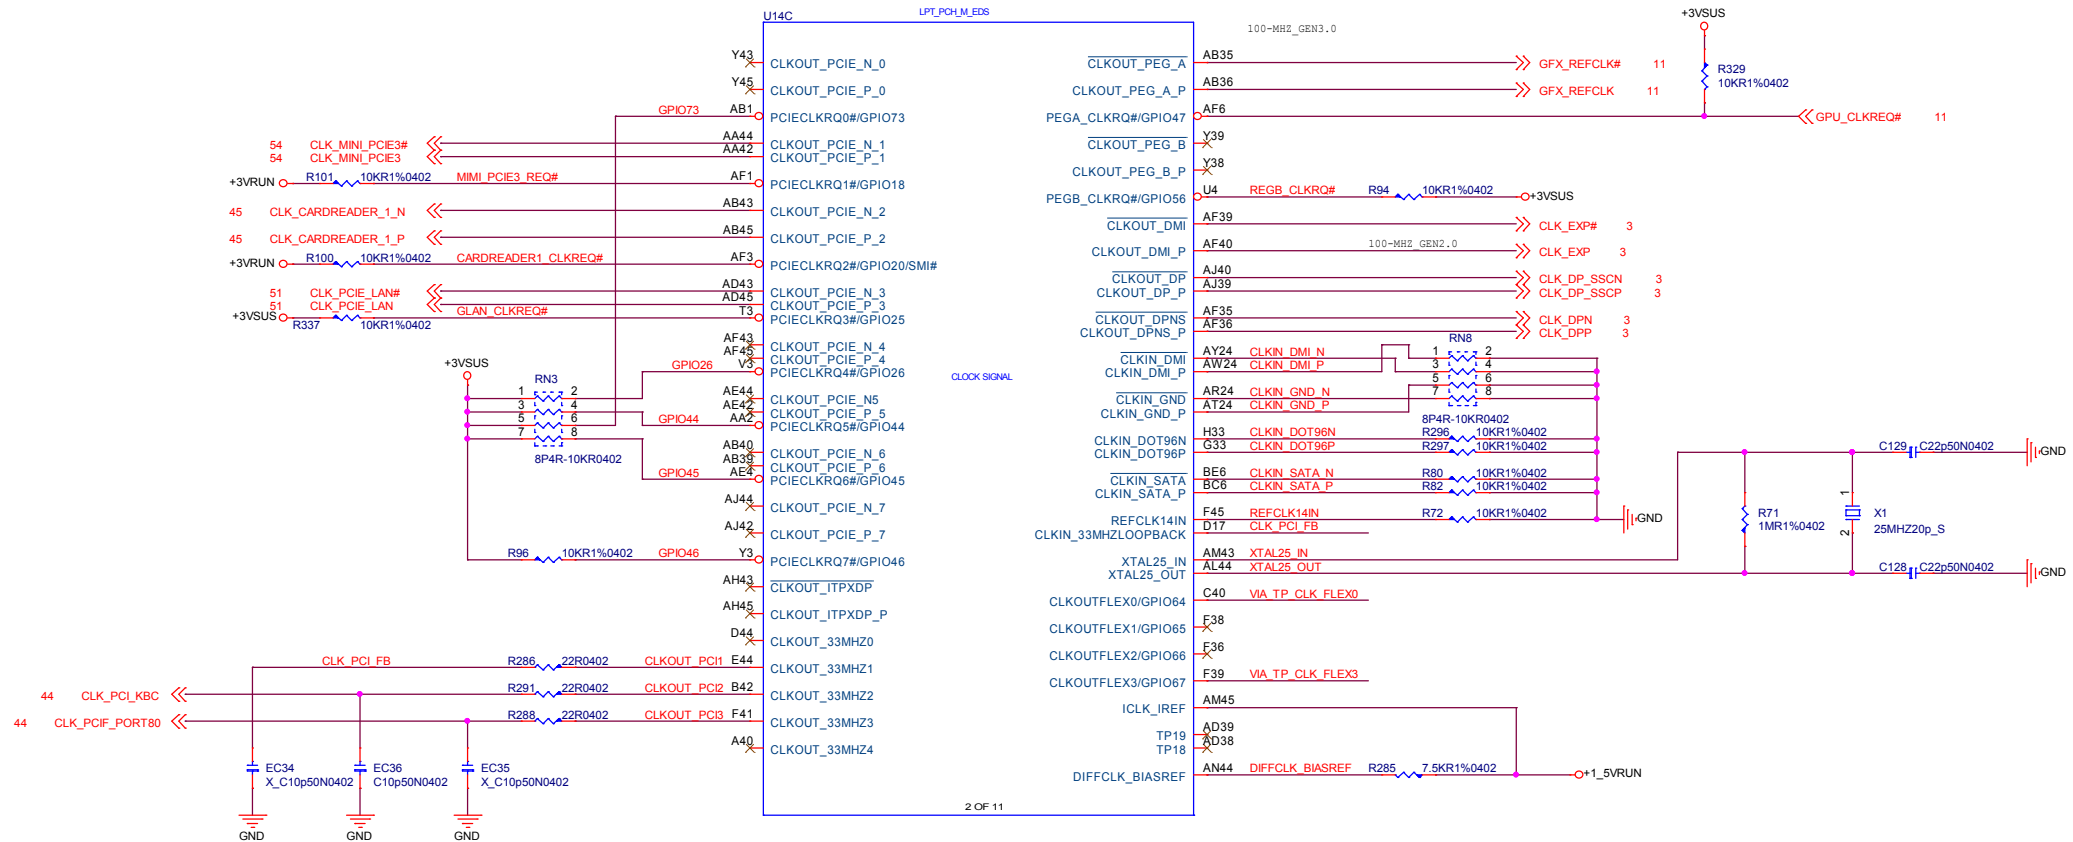 U14C
LPT_PCH_M_EDS
100-MHZ_GEN3.0
+3VSUS
Y43 CLKOUT_PCIE_N_0
Y45 CLKOUT_PCIE_P_0
GPIO73 AB1 PCIECLKRQ0#/GPIO73
54 CLK_MINI_PCIE3# AA44 CLKOUT_PCIE_N_1
54 CLK_MINI_PCIE3 AA42 CLKOUT_PCIE_P_1
+3VRUN R101 10KR1%0402 MIMI_PCIE3_REQ# AF1 PCIECLKRQ1#/GPIO18
45 CLK_CARDREADER_1_N AB43 CLKOUT_PCIE_N_2
45 CLK_CARDREADER_1_P AB45 CLKOUT_PCIE_P_2
+3VRUN R100 10KR1%0402 CARDREADER1_CLKREQ# AF3 PCIECLKRQ2#/GPIO20/SMI#
51 CLK_PCIE_LAN# AD43 CLKOUT_PCIE_N_3
51 CLK_PCIE_LAN AD45 CLKOUT_PCIE_P_3
+3VSUS R337 10KR1%0402 GLAN_CLKREQ# T3 PCIECLKRQ3#/GPIO25
AF43 CLKOUT_PCIE_N_4
AF45 CLKOUT_PCIE_P_4
GPIO26 V3 PCIECLKRQ4#/GPIO26
+3VSUS
RN3
1 2
3 4
5 6
7 8
8P4R-10KR0402
AE44 CLKOUT_PCIE_N5
AE42 CLKOUT_PCIE_P_5
GPIO44 AA2 PCIECLKRQ5#/GPIO44
AB40 CLKOUT_PCIE_N_6
AB39 CLKOUT_PCIE_P_6
GPIO45 AE4 PCIECLKRQ6#/GPIO45
AJ44 CLKOUT_PCIE_N_7
AJ42 CLKOUT_PCIE_P_7
R96 10KR1%0402 GPIO46 Y3 PCIECLKRQ7#/GPIO46
AH43 CLKOUT_ITPXDP
AH45 CLKOUT_ITPXDP_P
D44 CLKOUT_33MHZ0
CLK_PCI_FB R286 22R0402 CLKOUT_PCI1 E44 CLKOUT_33MHZ1
44 CLK_PCI_KBC R291 22R0402 CLKOUT_PCI2 B42 CLKOUT_33MHZ2
44 CLK_PCIF_PORT80 R288 22R0402 CLKOUT_PCI3 F41 CLKOUT_33MHZ3
A40 CLKOUT_33MHZ4
EC34 EC36 EC35
X_C10p50N0402 C10p50N0402 X_C10p50N0402
GND GND GND
CLOCK SIGNAL
2 OF 11
CLKOUT_PEG_A AB35 GFX_REFCLK# 11
CLKOUT_PEG_A_P AB36 GFX_REFCLK 11
R329
10KR1%0402
PEGA_CLKRQ#/GPIO47 AF6 GPU_CLKREQ# 11
CLKOUT_PEG_B Y39
CLKOUT_PEG_B_P Y38
PEGB_CLKRQ#/GPIO56 U4 REGB_CLKRQ# R94 10KR1%0402 +3VSUS
CLKOUT_DMI AF39 CLK_EXP# 3
CLKOUT_DMI_P AF40 100-MHZ_GEN2.0 CLK_EXP 3
CLKOUT_DP AJ40 CLK_DP_SSCN 3
CLKOUT_DP_P AJ39 CLK_DP_SSCP 3
CLKOUT_DPNS AF35 CLK_DPN 3
CLKOUT_DPNS_P AF36 CLK_DPP 3
RN8
CLKIN_DMI AY24 CLKIN_DMI_N 1 2
CLKIN_DMI_P AW24 CLKIN_DMI_P 3 4
5 6
CLKIN_GND AR24 CLKIN_GND_N 7 8
CLKIN_GND_P AT24 CLKIN_GND_P
8P4R-10KR0402
CLKIN_DOT96N H33 CLKIN_DOT96N R296 10KR1%0402
CLKIN_DOT96P G33 CLKIN_DOT96P R297 10KR1%0402
CLKIN_SATA BE6 CLKIN_SATA_N R80 10KR1%0402
CLKIN_SATA_P BC6 CLKIN_SATA_P R82 10KR1%0402
REFCLK14IN F45 REFCLK14IN R72 10KR1%0402 GND
CLKIN_33MHZLOOPBACK D17 CLK_PCI_FB
XTAL25_IN AM43 XTAL25_IN
XTAL25_OUT AL44 XTAL25_OUT
C129 C22p50N0402 GND
R71
1MR1%0402
1
2
X1
25MHZ20p_S
C128 C22p50N0402 GND
CLKOUTFLEX0/GPIO64 C40 VIA_TP_CLK_FLEX0
CLKOUTFLEX1/GPIO65 F38
CLKOUTFLEX2/GPIO66 F36
CLKOUTFLEX3/GPIO67 F39 VIA_TP_CLK_FLEX3
ICLK_IREF AM45
TP19 AD39
TP18 AD38
DIFFCLK_BIASREF AN44 DIFFCLK_BIASREF R285 7.5KR1%0402 +1_5VRUN